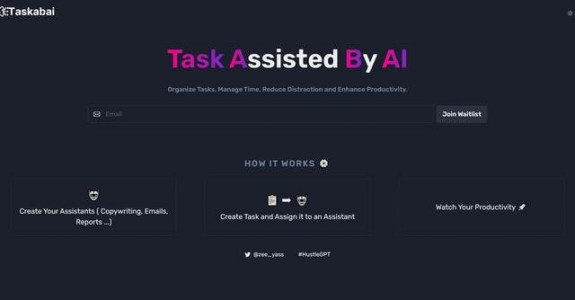 Taskabai
Task Assisted By AI
Organize Tasks, Manage Time, Reduce Distraction and Enhance Productivity.
Email
Join Waitlist
HOW IT WORKS
Create Your Assistants ( Copywriting, Emails,
Reports ...)
Create Task and Assign it to an Assistant
Watch Your Productivity
@zee_yass
#HustleGPT